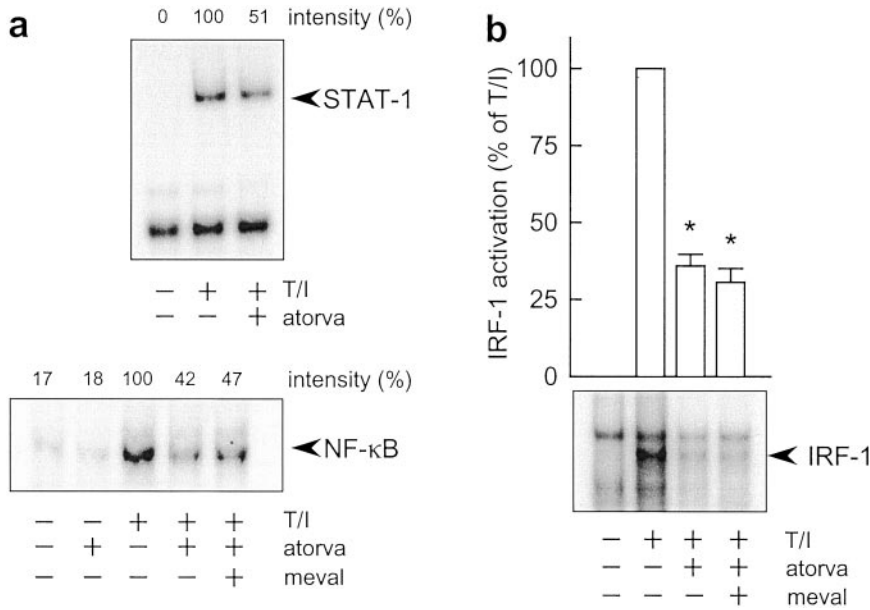 a
0 100 51 intensity (%)
STAT-1
− + + T/I
− − + atorva
17 18 100 42 47 intensity (%)
NF-κB
− − + + + T/I
− + − + + atorva
− − − − + meval
b
IRF-1 activation (% of T/I)
100
75
50
25
0
* *
IRF-1
− + + + T/I
− − + + atorva
− − − + meval